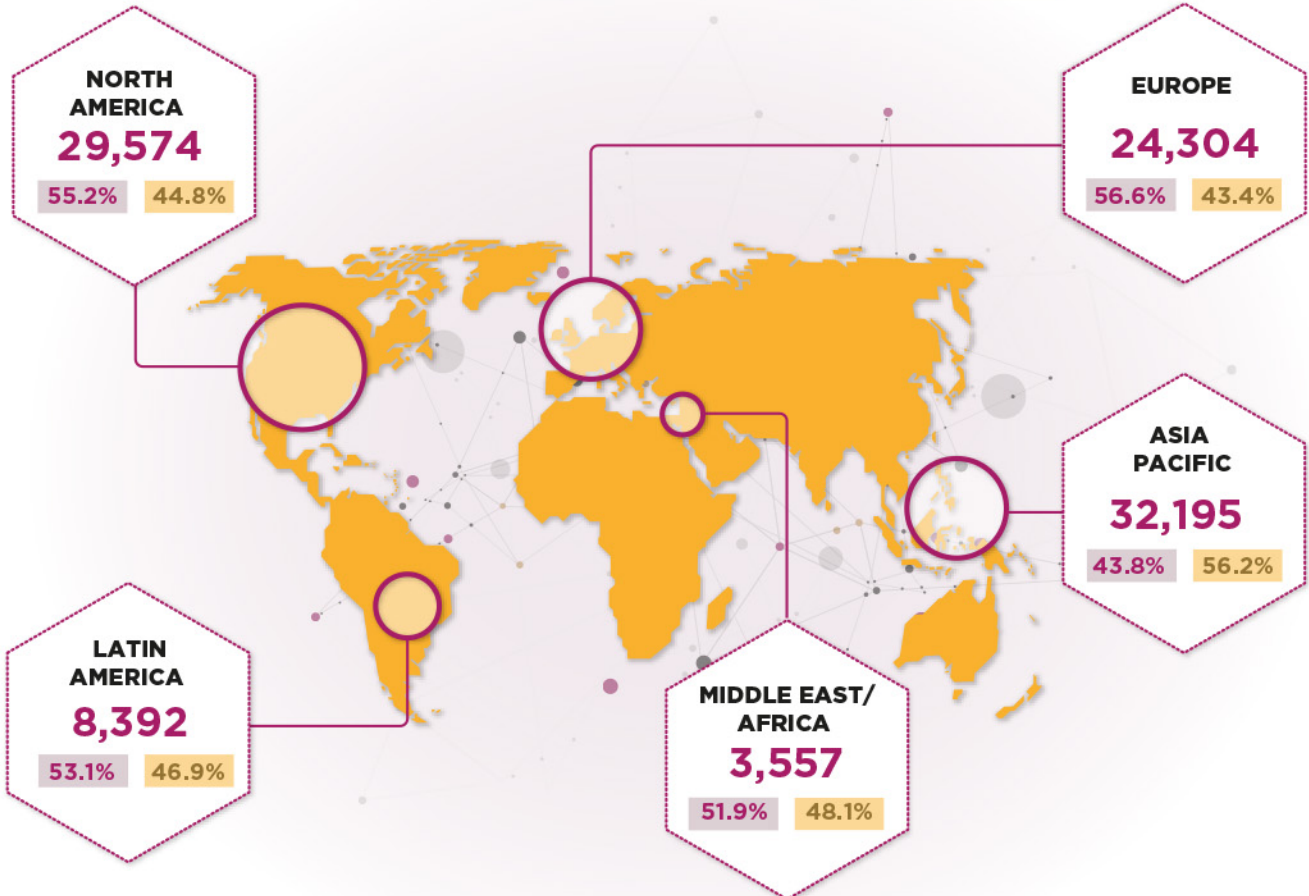 NORTH
AMERICA
29,574
55.2% 44.8%
EUROPE
24,304
56.6% 43.4%
ASIA
PACIFIC
32,195
43.8% 56.2%
LATIN
AMERICA
8,392
53.1% 46.9%
MIDDLE EAST/
AFRICA
3,557
51.9% 48.1%